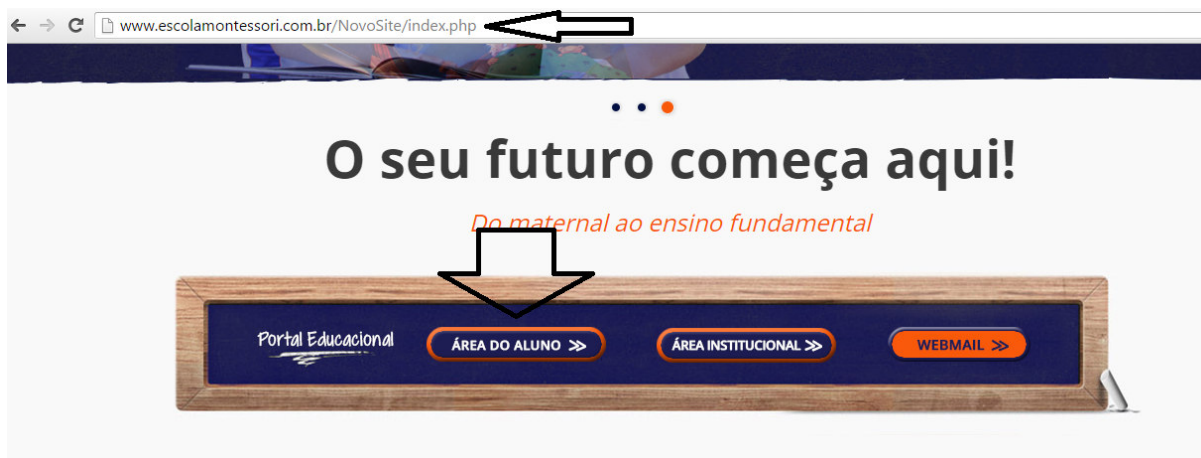 www.escolamontessori.com.br/NovoSite/index.php
O seu futuro começa aqui!
Do maternal ao ensino fundamental
Portal Educacional ÁREA DO ALUNO >> ÁREA INSTITUCIONAL >> WEBMAIL >>